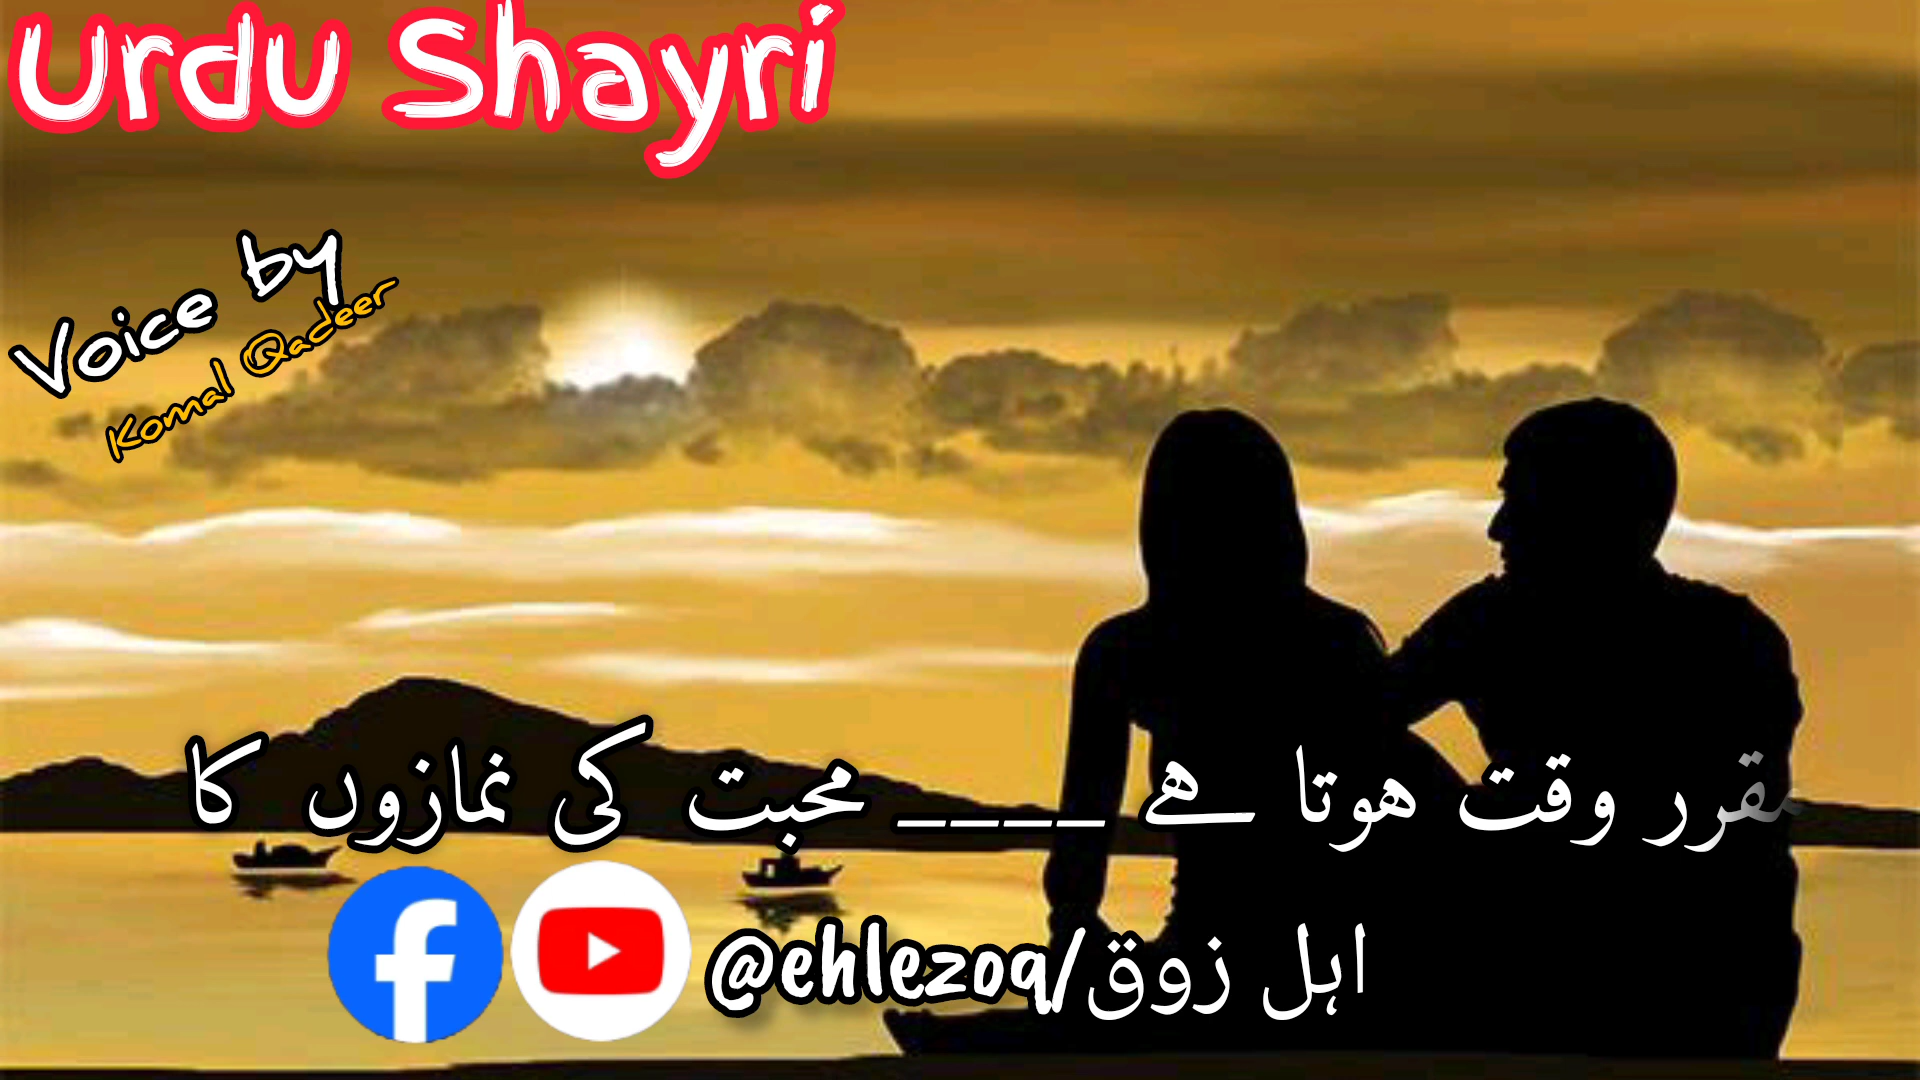 Urdu Shayri
Voice by
Komal Qadeer
مقرر وقت ہوتا ہے ____ محبت کی نمازوں کا
@ehlezoq/اہل زوق